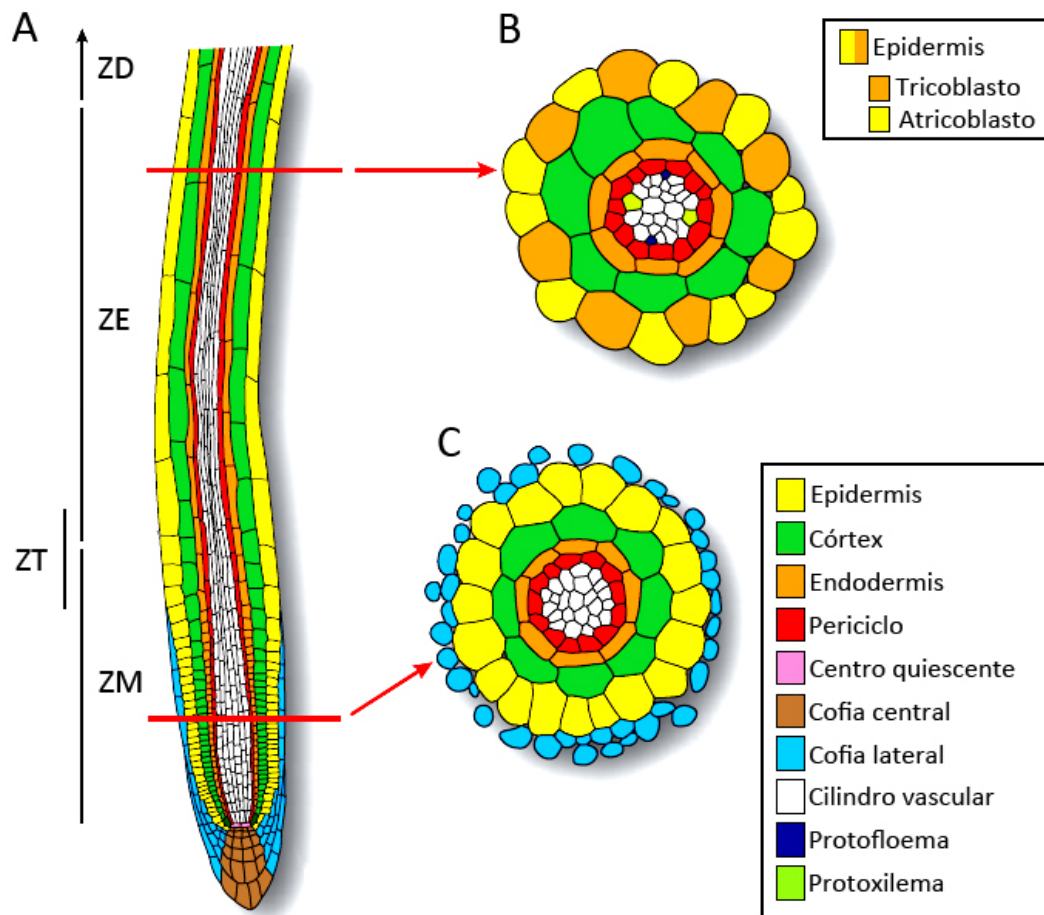 A
ZD
ZE
ZT
ZM
B
Epidermis
Tricoblasto
Atricoblasto
C
Epidermis
Córtex
Endodermis
Periciclo
Centro quiescente
Cofia central
Cofia lateral
Cilindro vascular
Protofloema
Protoxilema